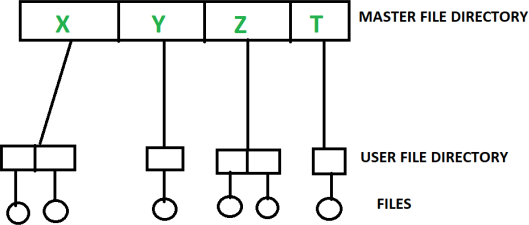 X Y Z T MASTER FILE DIRECTORY
USER FILE DIRECTORY
FILES